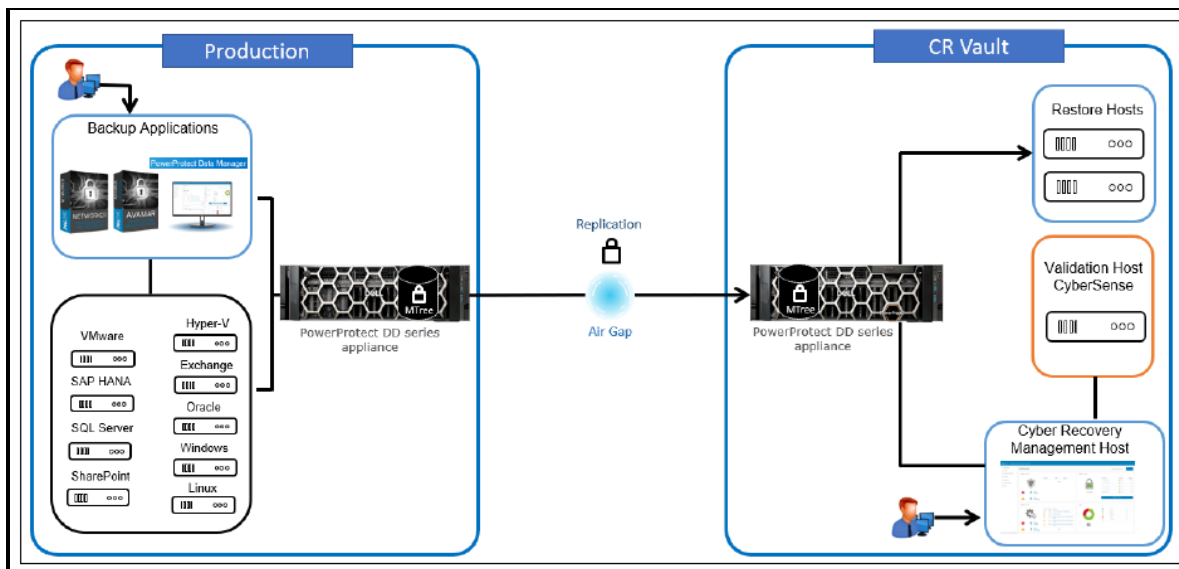 Production
Backup Applications
PowerProtect Data Manager
NETWORKER
AVAMAR
VMware
SAP HANA
SQL Server
SharePoint
Hyper-V
Exchange
Oracle
Windows
Linux
DELL
MTree
PowerProtect DD series
appliance
Replication
Air Gap
CR Vault
MTree
DELL
PowerProtect DD series
appliance
Restore Hosts
Validation Host
CyberSense
Cyber Recovery
Management Host